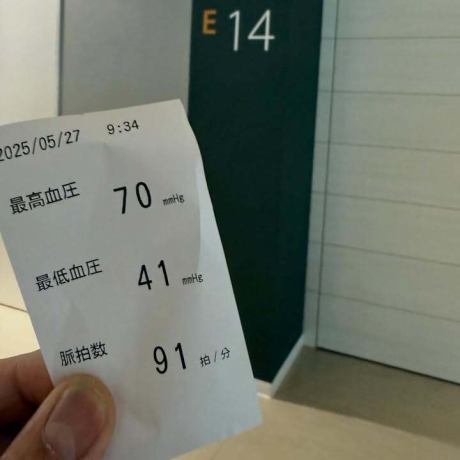 E 14
2025/05/27 9:34
最高血圧 70 mmHg
最低血圧 41 mmHg
脈拍数 91 拍/分